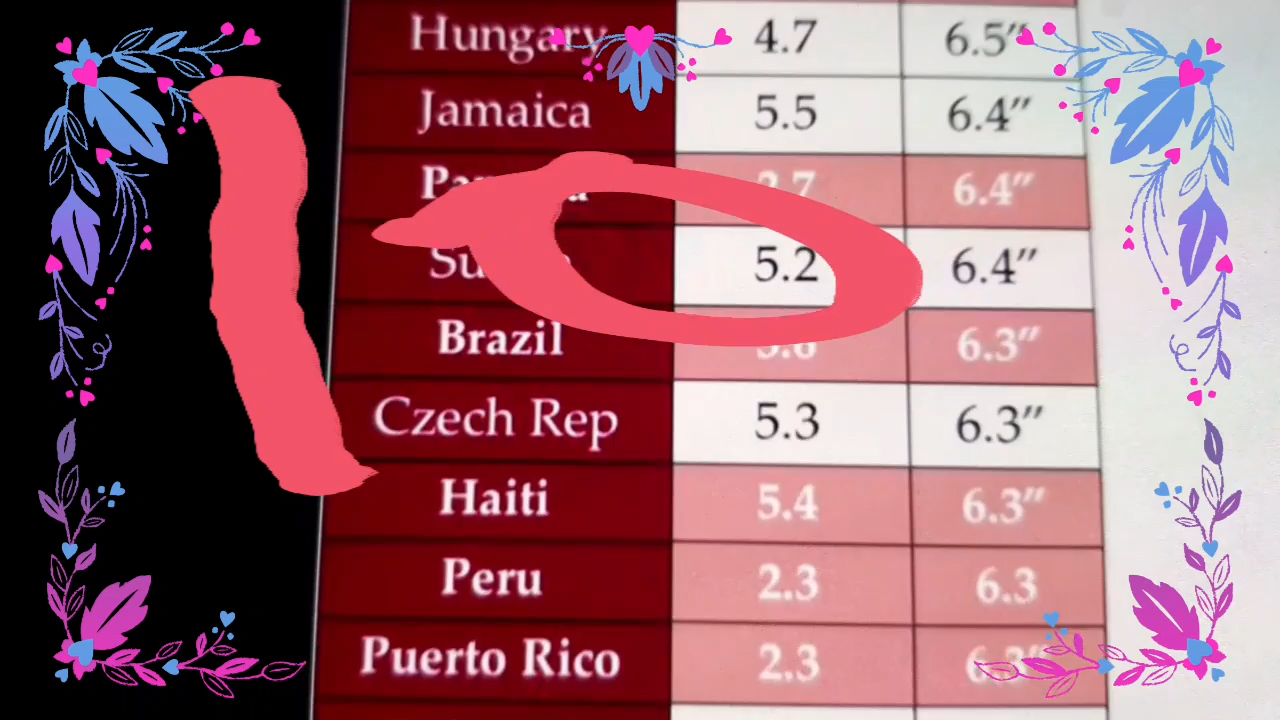 Hungary 4.7 6.5″
Jamaica 5.5 6.4″
6.4″
5.2 6.4″
Brazil 6.3″
Czech Rep 5.3 6.3″
Haiti 5.4 6.3″
Peru 2.3 6.3
Puerto Rico 2.3